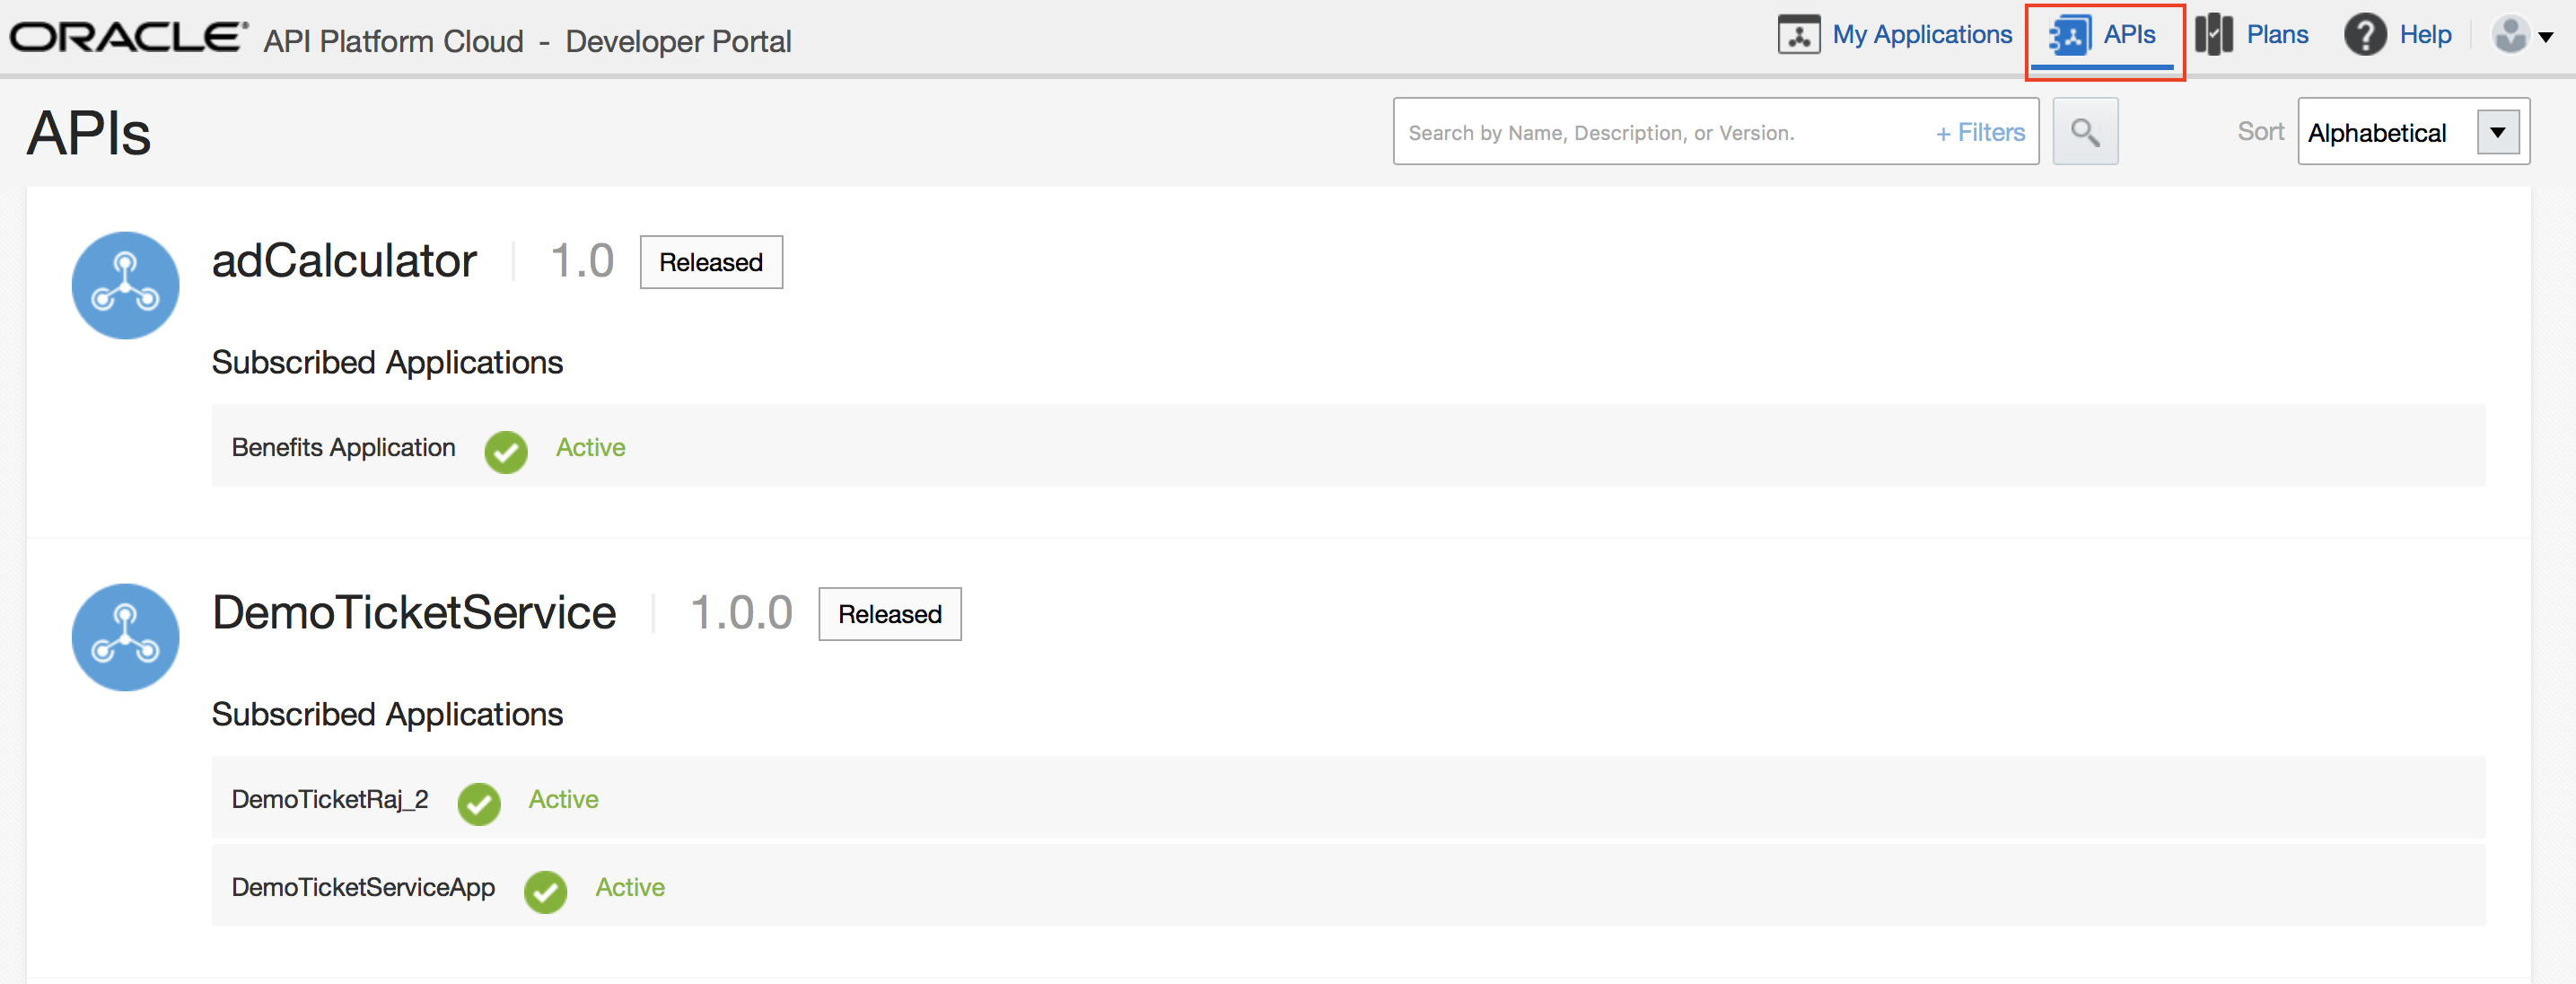 ORACLE® API Platform Cloud - Developer Portal
My Applications
APIs
Plans
Help
APIs
Search by Name, Description, or Version.
+ Filters
Sort
Alphabetical
adCalculator 1.0 Released
Subscribed Applications
Benefits Application Active
DemoTicketService 1.0.0 Released
Subscribed Applications
DemoTicketRaj_2 Active
DemoTicketServiceApp Active